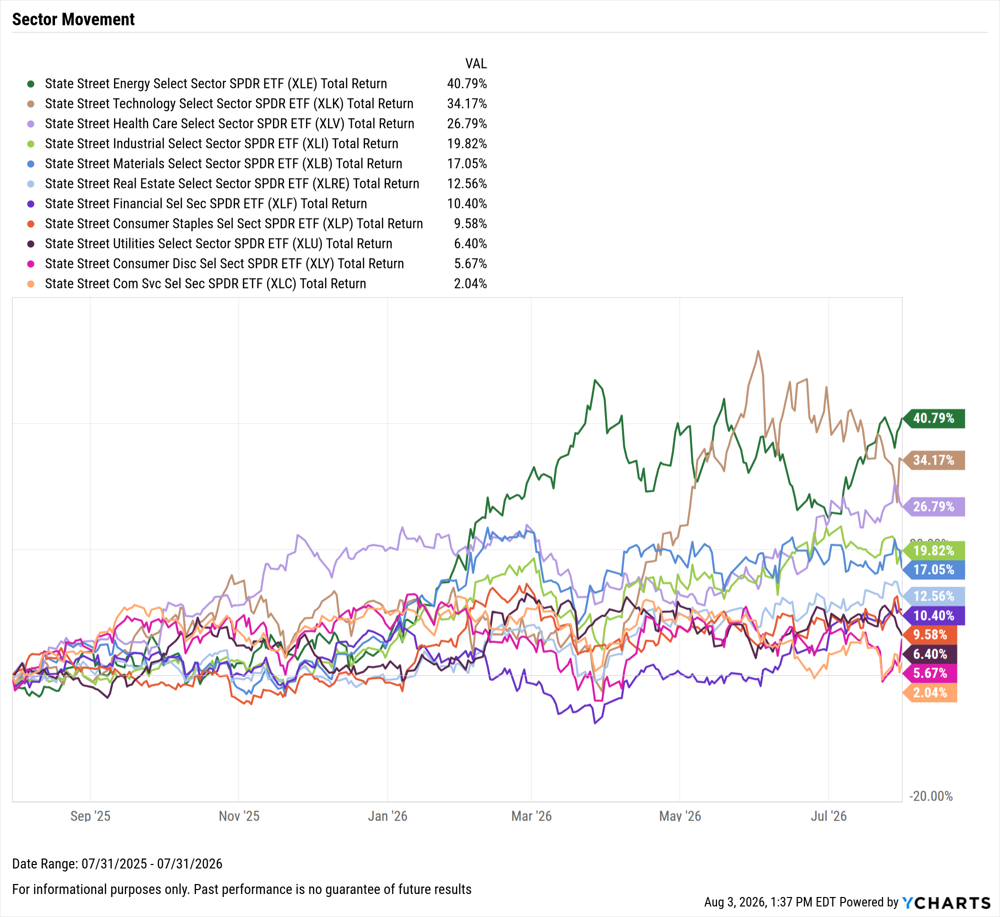 Sector Movement
VAL
State Street Energy Select Sector SPDR ETF (XLE) Total Return 40.79%
State Street Technology Select Sector SPDR ETF (XLK) Total Return 34.17%
State Street Health Care Select Sector SPDR ETF (XLV) Total Return 26.79%
State Street Industrial Select Sector SPDR ETF (XLI) Total Return 19.82%
State Street Materials Select Sector SPDR ETF (XLB) Total Return 17.05%
State Street Real Estate Select Sector SPDR ETF (XLRE) Total Return 12.56%
State Street Financial Sel Sec SPDR ETF (XLF) Total Return 10.40%
State Street Consumer Staples Sel Sect SPDR ETF (XLP) Total Return 9.58%
State Street Utilities Select Sector SPDR ETF (XLU) Total Return 6.40%
State Street Consumer Disc Sel Sect SPDR ETF (XLY) Total Return 5.67%
State Street Com Svc Sel Sec SPDR ETF (XLC) Total Return 2.04%
40.79%
34.17%
26.79%
19.82%
17.05%
12.56%
10.40%
9.58%
6.40%
5.67%
2.04%
-20.00%
Sep '25 Nov '25 Jan '26 Mar '26 May '26 Jul '26
Date Range: 07/31/2025 - 07/31/2026
For informational purposes only. Past performance is no guarantee of future results
Aug 3, 2026, 1:37 PM EDT Powered by YCHARTS